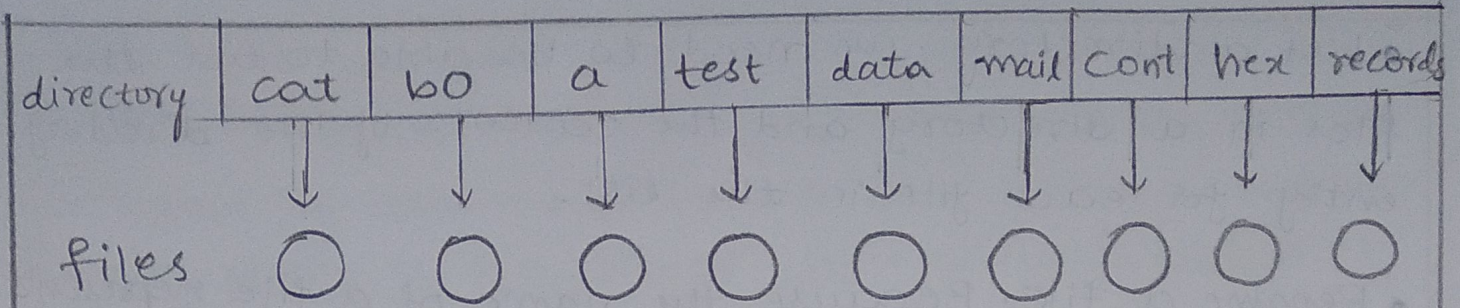 directory cat bo a test data mail cont hex records
files